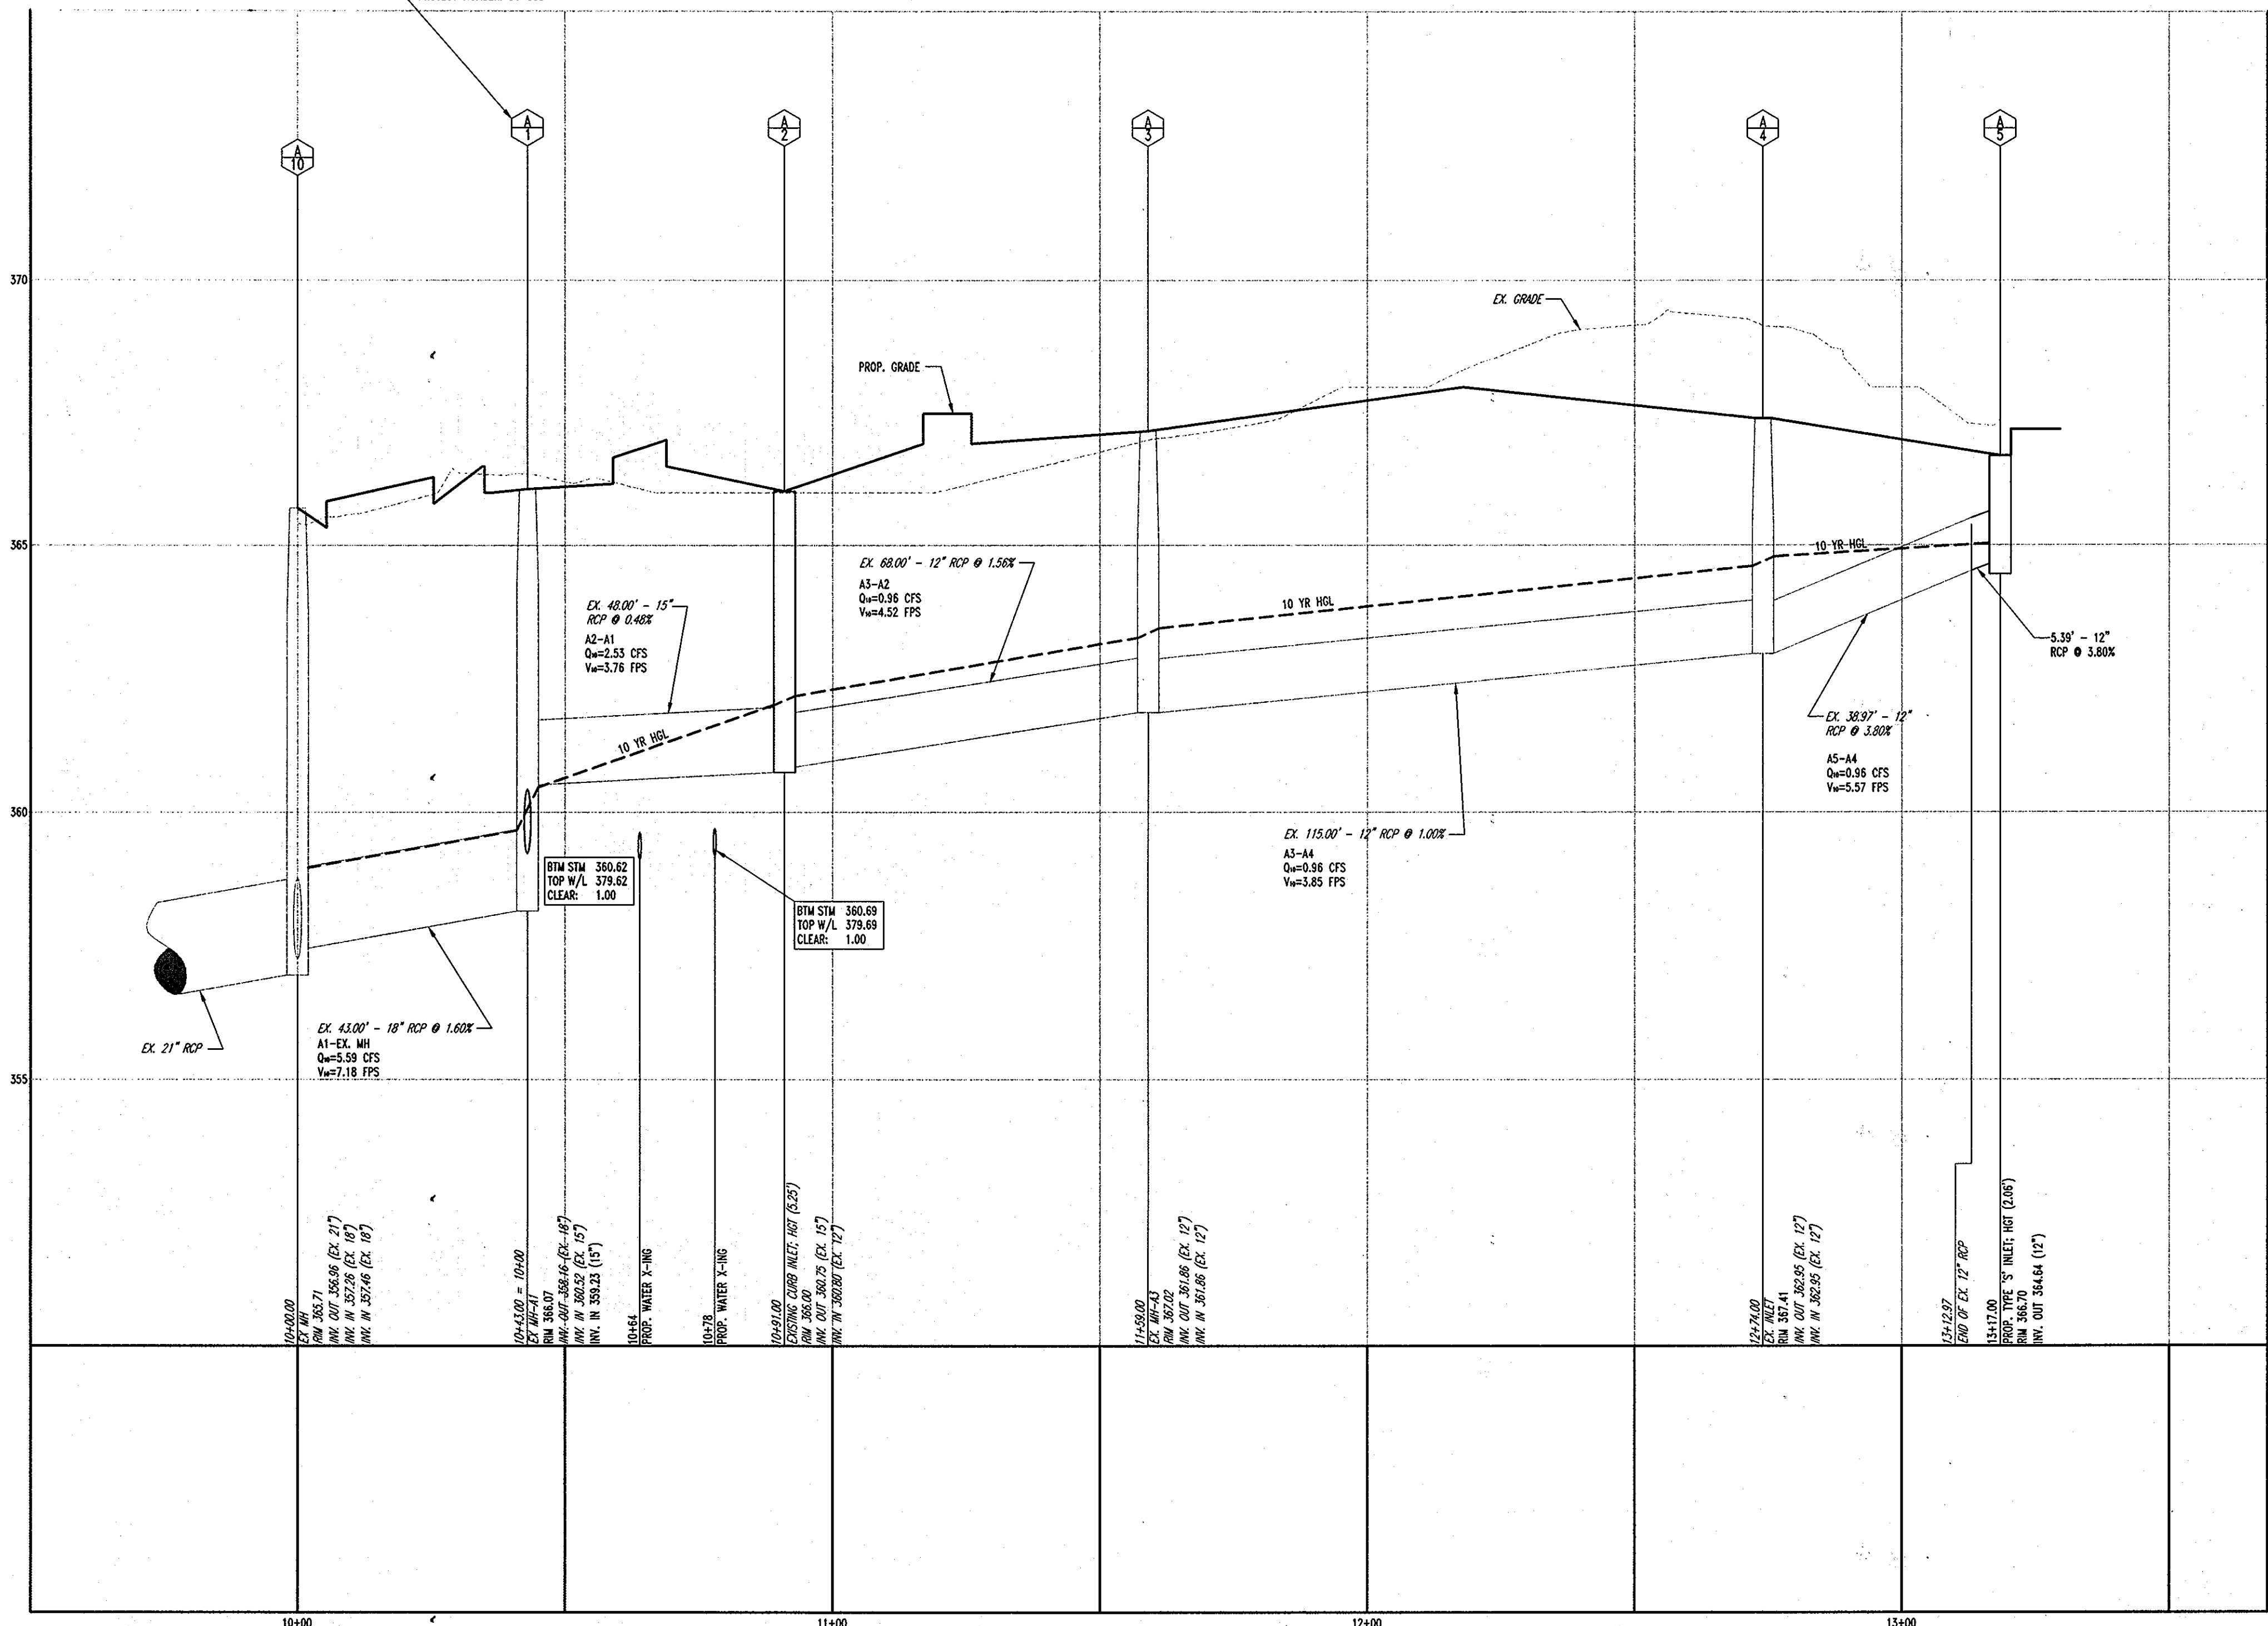 A
10
A
1
A
2
A
3
A
4
A
5
370
365
360
355
EX. GRADE
PROP. GRADE
EX. 48.00' - 15"
RCP @ 0.48%
A2-A1
Q₁₀=2.53 CFS
V₁₀=3.76 FPS
EX. 68.00' - 12" RCP @ 1.56%
A3-A2
Q₁₀=0.96 CFS
V₁₀=4.52 FPS
10 YR HGL
10 YR HGL
10 YR HGL
5.39' - 12"
RCP @ 3.80%
EX. 38.97' - 12"
RCP @ 3.80%
A5-A4
Q₁₀=0.96 CFS
V₁₀=5.57 FPS
EX. 115.00' - 12" RCP @ 1.00%
A3-A4
Q₁₀=0.96 CFS
V₁₀=3.85 FPS
BTM STM 360.62
TOP W/L 379.62
CLEAR: 1.00
BTM STM 360.69
TOP W/L 379.69
CLEAR: 1.00
EX. 21" RCP
EX. 43.00' - 18" RCP @ 1.60%
A1-EX. MH
Q₁₀=5.59 CFS
V₁₀=7.18 FPS
10+00.00
EX MH
RIM 365.71
INV. OUT 356.96 (EX. 21")
INV. IN 357.26 (EX. 18")
INV. IN 357.46 (EX. 18")
10+43.00 = 10+00
EX MH-A1
RIM 366.07
INV. OUT 358.16 (EX. 18")
INV. IN 360.52 (EX. 15")
INV. IN 359.23 (15")
10+64
PROP. WATER X-ING
10+78
PROP. WATER X-ING
10+91.00
EXISTING CURB INLET; HGT (5.25')
RIM 366.00
INV. OUT 360.75 (EX. 15")
INV. IN 360.80 (EX. 12")
11+59.00
EX. MH-A3
RIM 367.02
INV. OUT 361.86 (EX. 12")
INV. IN 361.86 (EX. 12")
12+74.00
EX. INLET
RIM 367.41
INV. OUT 362.95 (EX. 12")
INV. IN 362.95 (EX. 12")
13+12.97
END OF EX. 12" RCP
13+17.00
PROP. TYPE 'S' INLET; HGT (2.06')
RIM 366.70
INV. OUT 364.64 (12")
10+00
11+00
12+00
13+00